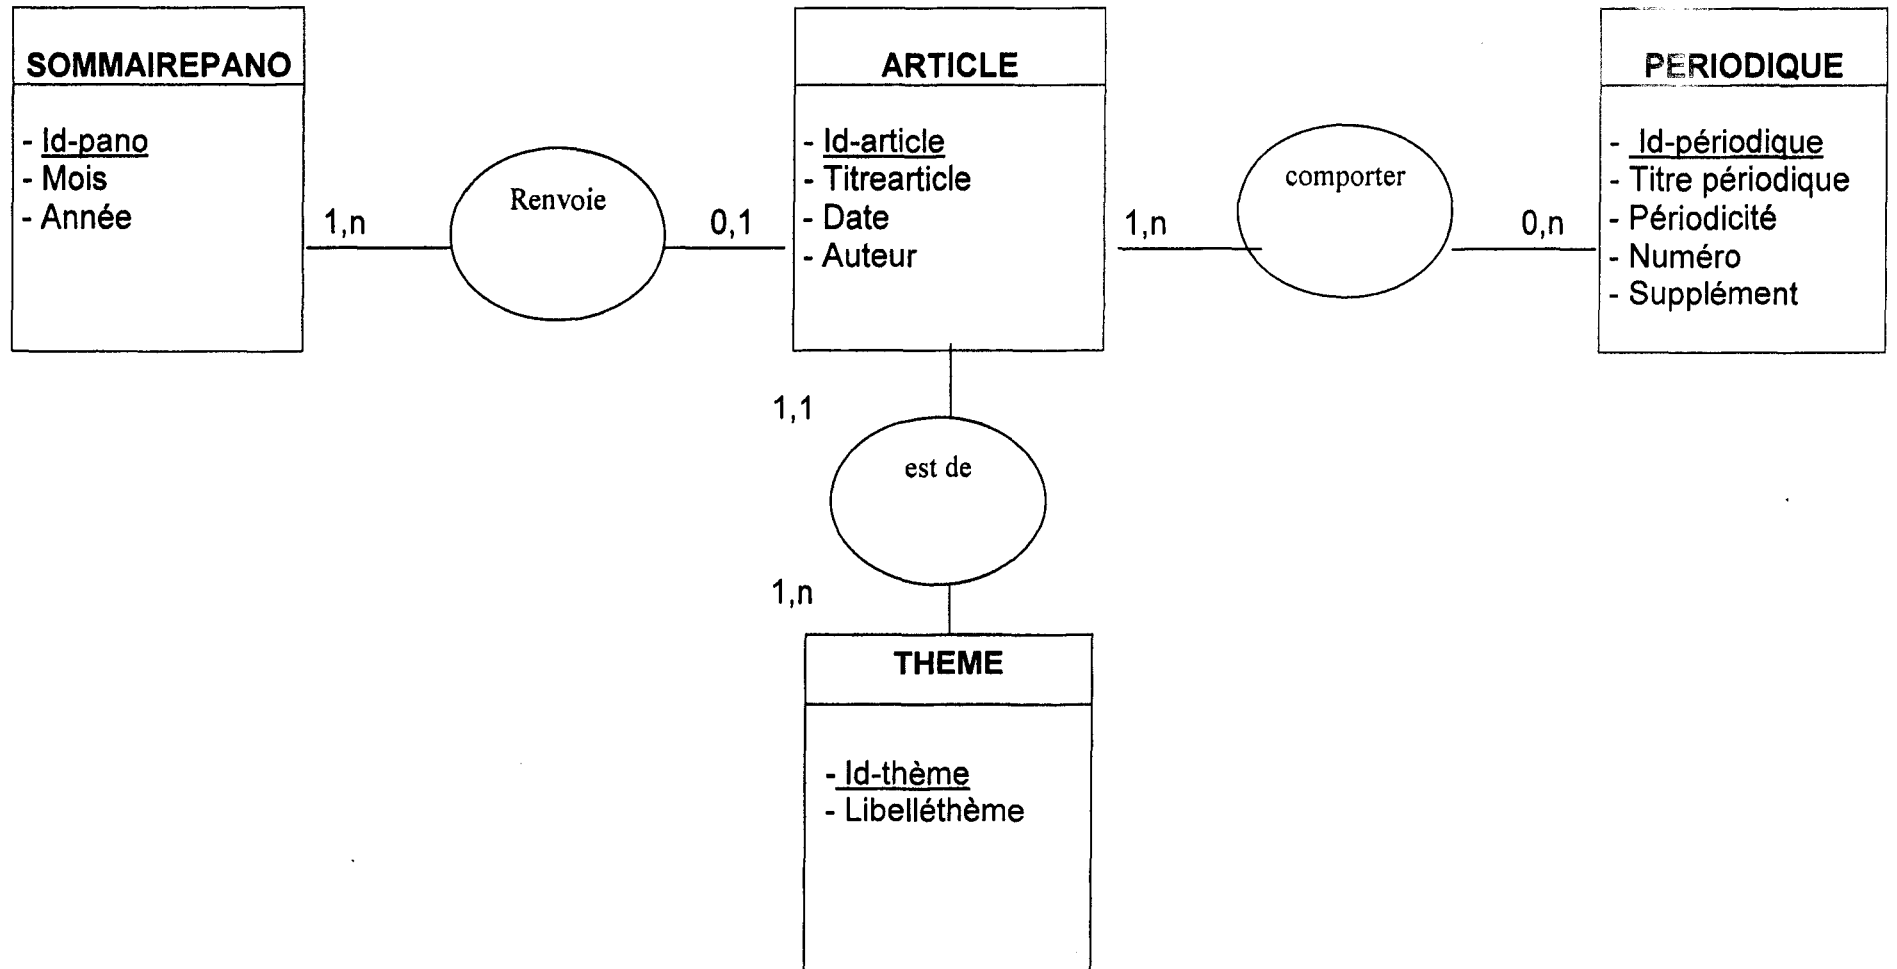 SOMMAIREPANO
- Id-pano
- Mois
- Année
1,n
Renvoie
0,1
ARTICLE
- Id-article
- Titrearticle
- Date
- Auteur
1,n
comporter
0,n
PERIODIQUE
- Id-périodique
- Titre périodique
- Périodicité
- Numéro
- Supplément
1,1
est de
1,n
THEME
- Id-thème
- Libelléthème